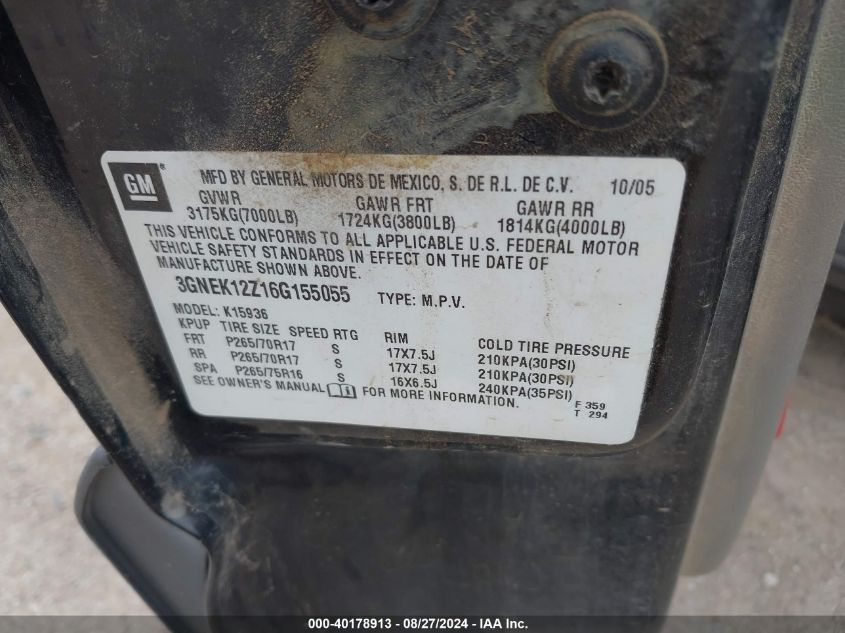 GM ® MFD BY GENERAL MOTORS DE MEXICO, S. DE R.L. DE C.V. 10/05
GVWR GAWR FRT GAWR RR
3175KG(7000LB) 1724KG(3800LB) 1814KG(4000LB)
THIS VEHICLE CONFORMS TO ALL APPLICABLE U.S. FEDERAL MOTOR
VEHICLE SAFETY STANDARDS IN EFFECT ON THE DATE OF
MANUFACTURE SHOWN ABOVE.
3GNEK12Z16G155055 TYPE: M.P.V.
MODEL: K15936
KPUP TIRE SIZE SPEED RTG RIM COLD TIRE PRESSURE
FRT P265/70R17 S 17X7.5J 210KPA(30PSI)
RR P265/70R17 S 17X7.5J 210KPA(30PSI)
SPA P265/75R16 S 16X6.5J 240KPA(35PSI)
SEE OWNER'S MANUAL FOR MORE INFORMATION.
F 359
T 294
000-40178913 - 08/27/2024 - IAA Inc.